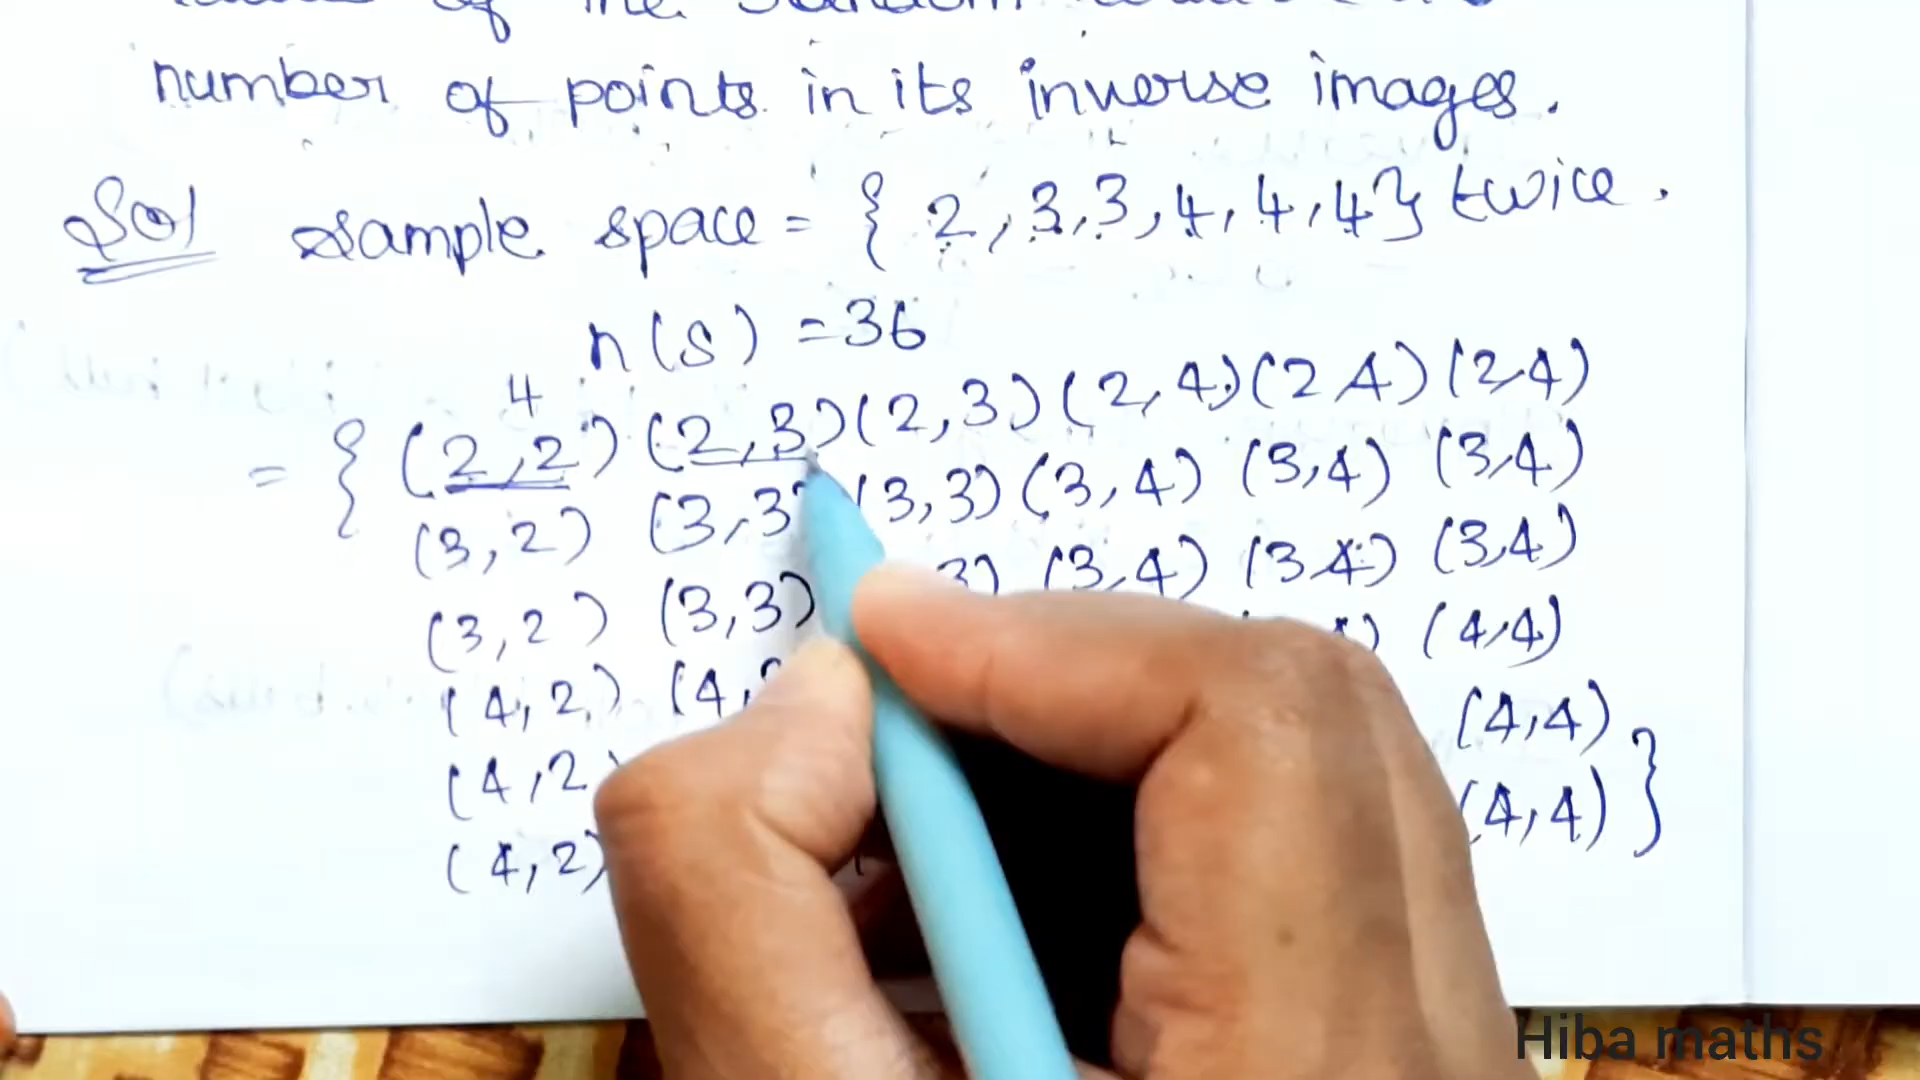 of the
number of points in its inverse images.
Sol sample space = { 2, 3, 3, 4, 4, 4} twice.
n(s) = 36
4
= { (2,2) (2,3) (2,3) (2,4) (2 4) (2,4)
(3,2) (3,3) (3,3) (3,4) (3,4) (3,4)
(3,2) (3,3) 3) (3,4) (3,4) (3,4)
(4,2) (4, ) (4,4)
(4,2 (4,4)
(4,2) (4,4) }
Hiba maths